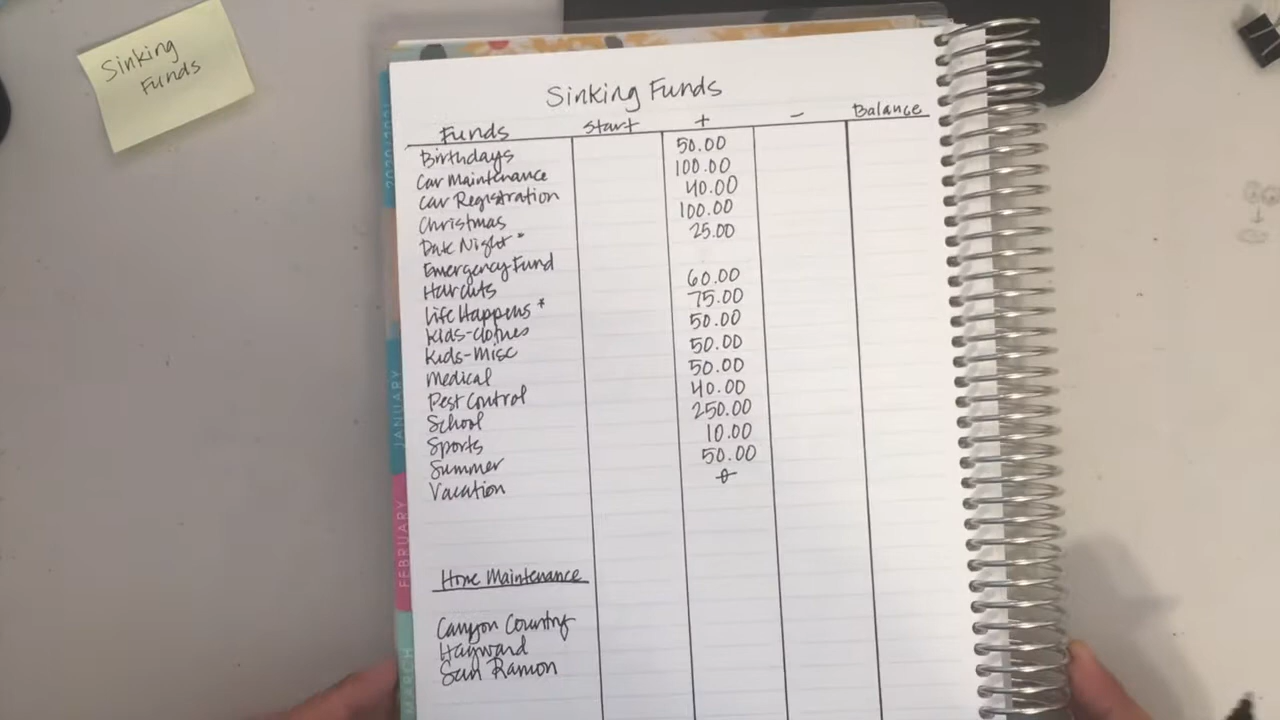 Sinking
Funds
Sinking Funds
Funds Start + - Balance
Birthdays 50.00
Car Maintenance 100.00
Car Registration 40.00
Christmas 100.00
Date Night * 25.00
Emergency Fund
Haircuts 60.00
Life Happens * 75.00
Kids-clothes 50.00
Kids-Misc 50.00
Medical 50.00
Pest Control 40.00
School 250.00
Sports 10.00
Summer 50.00
Vacation 0
Home Maintenance
Canyon Country
Hayward
San Ramon
2020/2021
JANUARY
FEBRUARY
MARCH